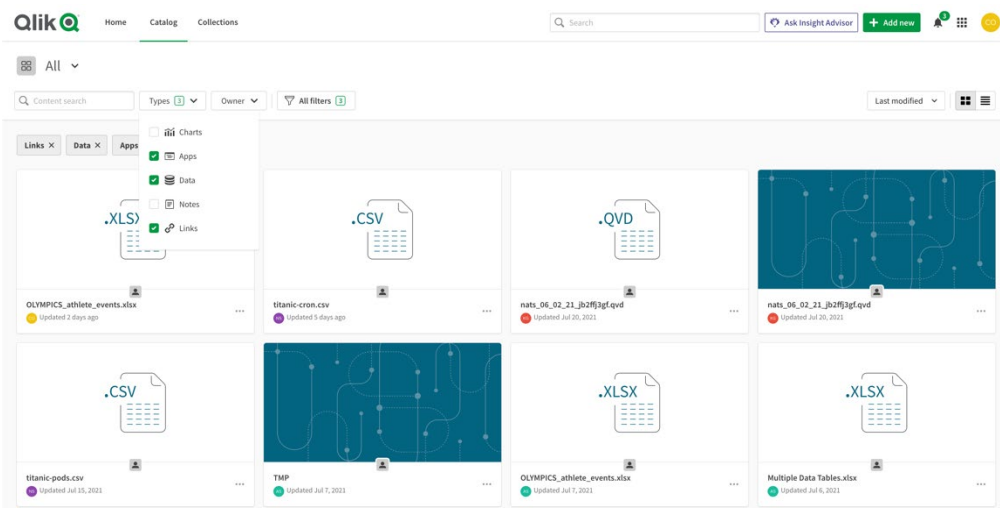 Qlik Home Catalog Collections Search Ask Insight Advisor + Add new 3 CO
All
Content search Types 3 Owner All filters 3 Last modified
Links × Data × Apps
Charts
Apps
Data
Notes
Links
.XLSX .CSV .QVD
OLYMPICS_athlete_events.xlsx titanic-cron.csv nats_06_02_21_jb2ffj3gf.qvd nats_06_02_21_jb2ffj3gf.qvd
Updated 2 days ago Updated 5 days ago Updated Jul 20, 2021 Updated Jul 20, 2021
.CSV .XLSX .XLSX
titanic-pods.csv TMP OLYMPICS_athlete_events.xlsx Multiple Data Tables.xlsx
Updated Jul 15, 2021 Updated Jul 7, 2021 Updated Jul 7, 2021 Updated Jul 6, 2021